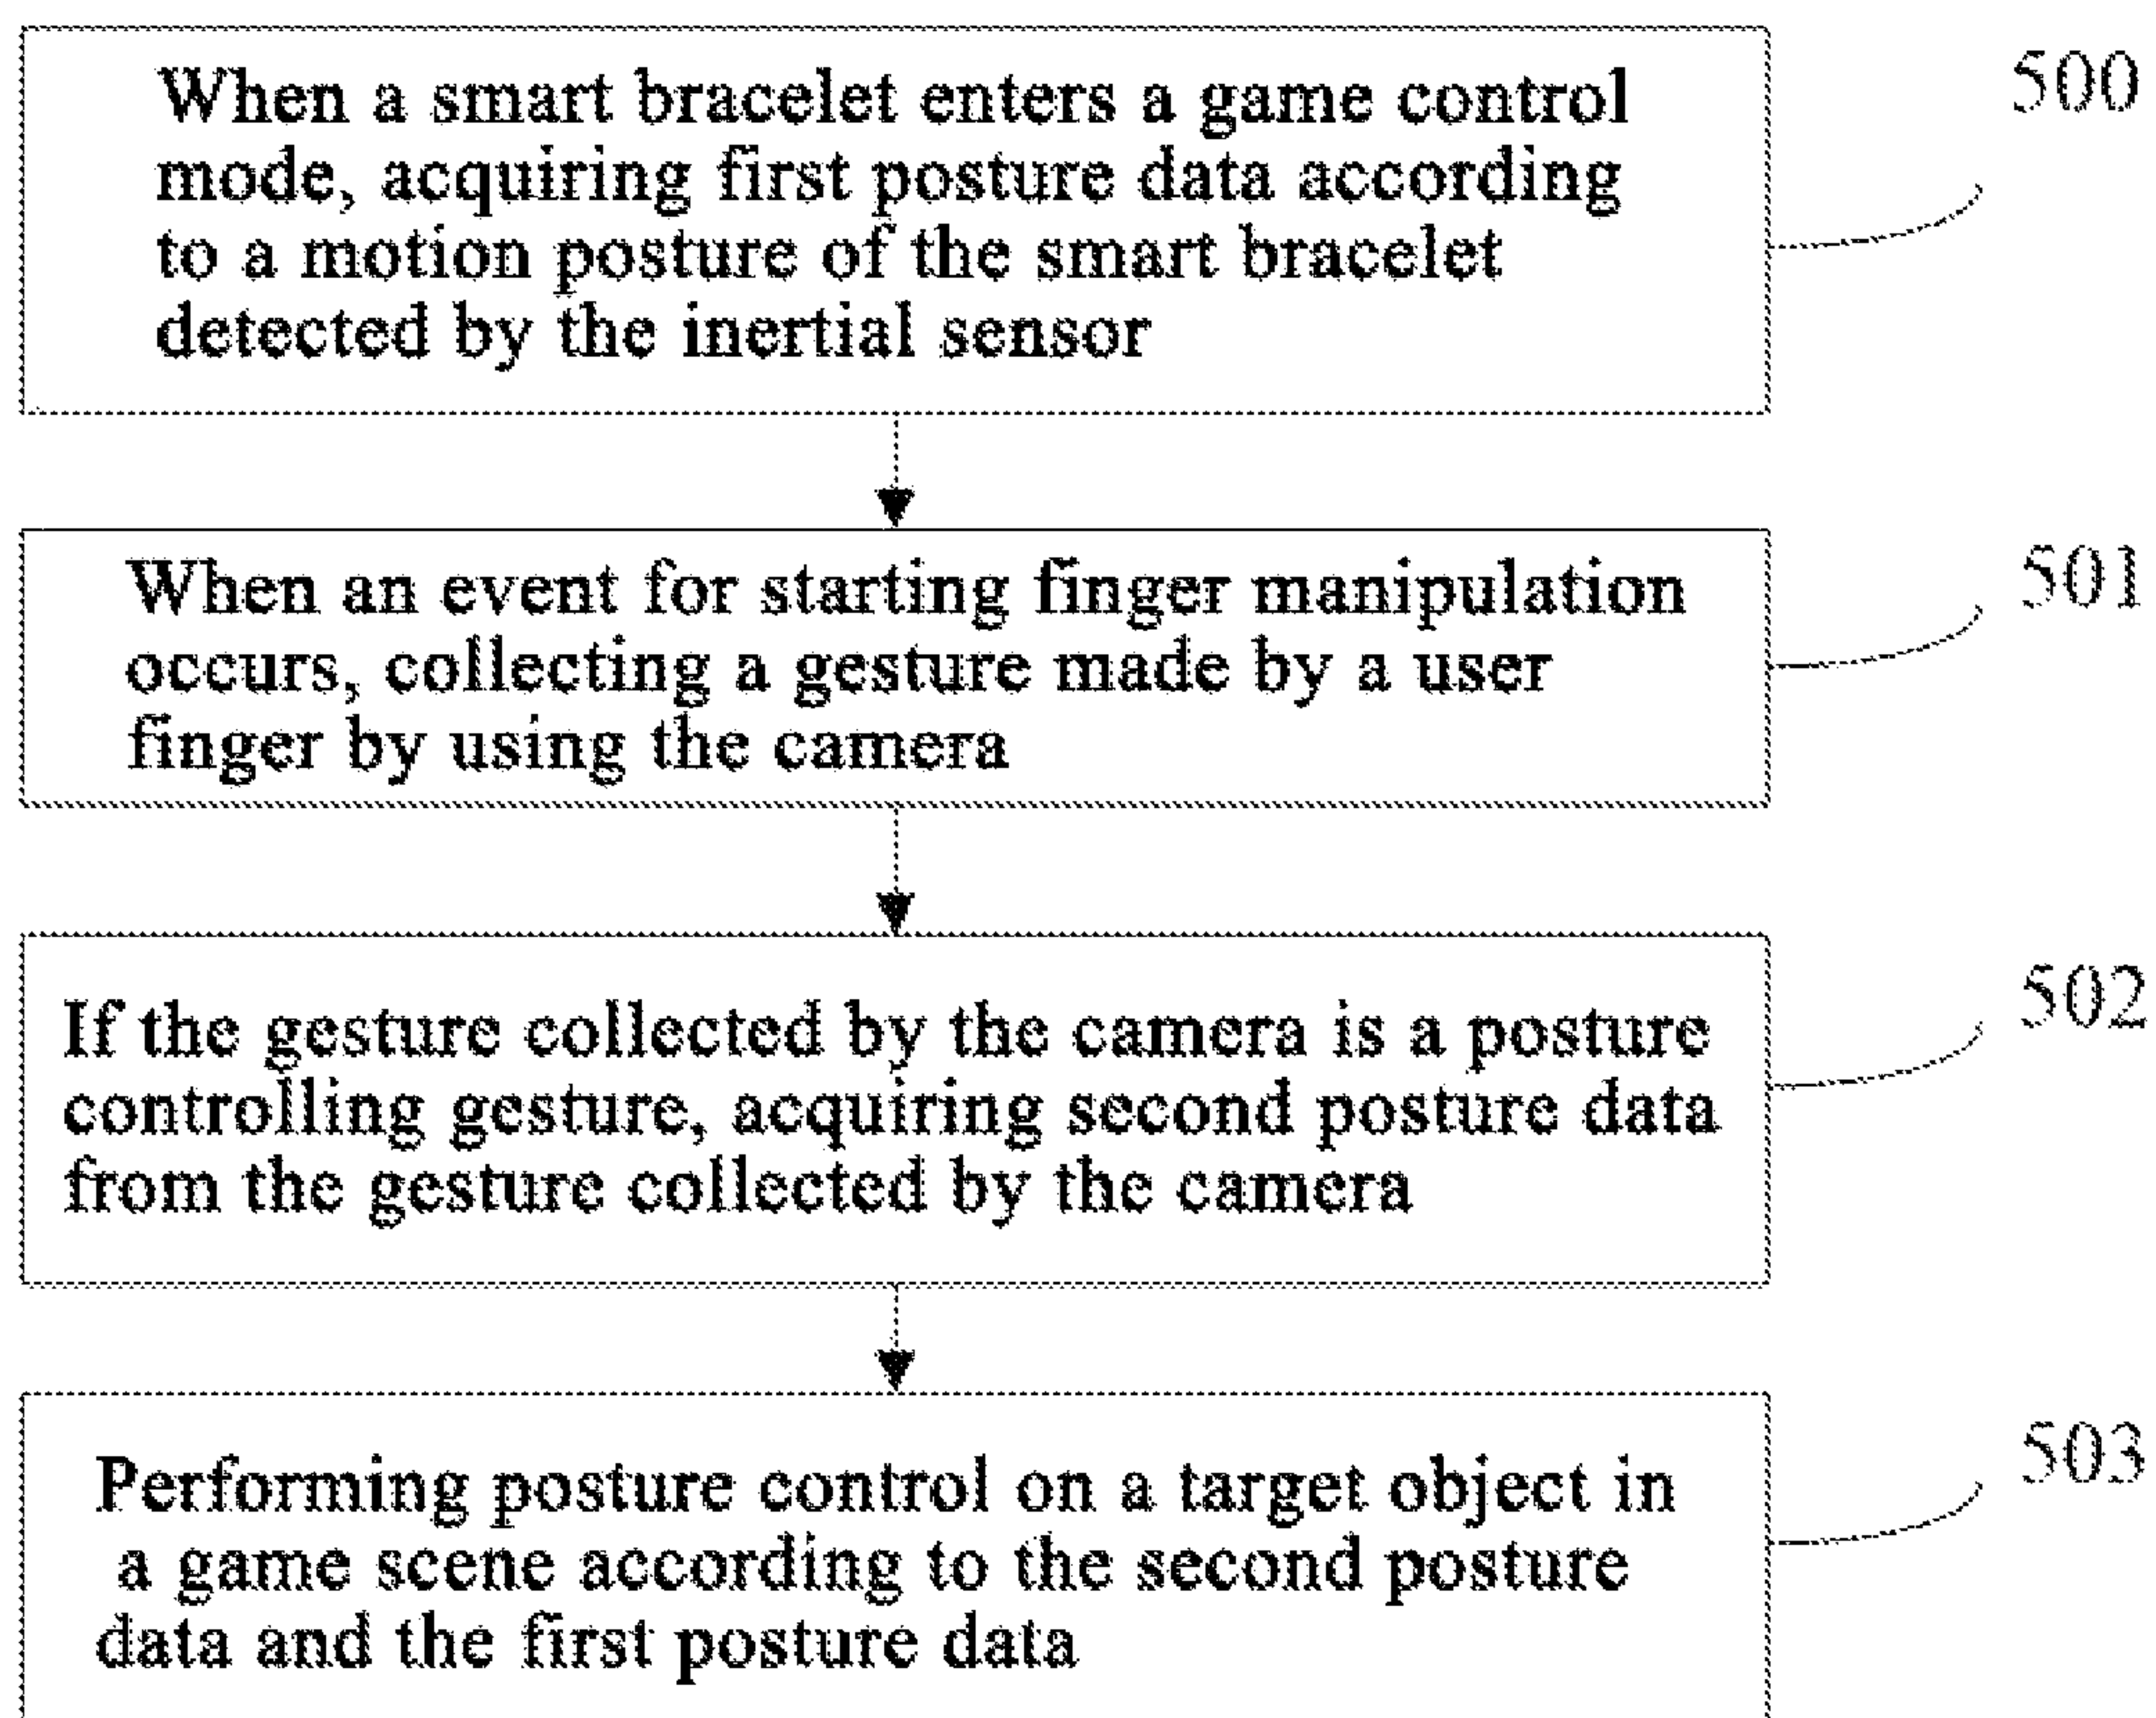 When a smart bracelet enters a game control
mode, acquiring first posture data according
to a motion posture of the smart bracelet
detected by the inertial sensor
500
When an event for starting finger manipulation
occurs, collecting a gesture made by a user
finger by using the camera
501
If the gesture collected by the camera is a posture
controlling gesture, acquiring second posture data
from the gesture collected by the camera
502
Performing posture control on a target object in
a game scene according to the second posture
data and the first posture data
503